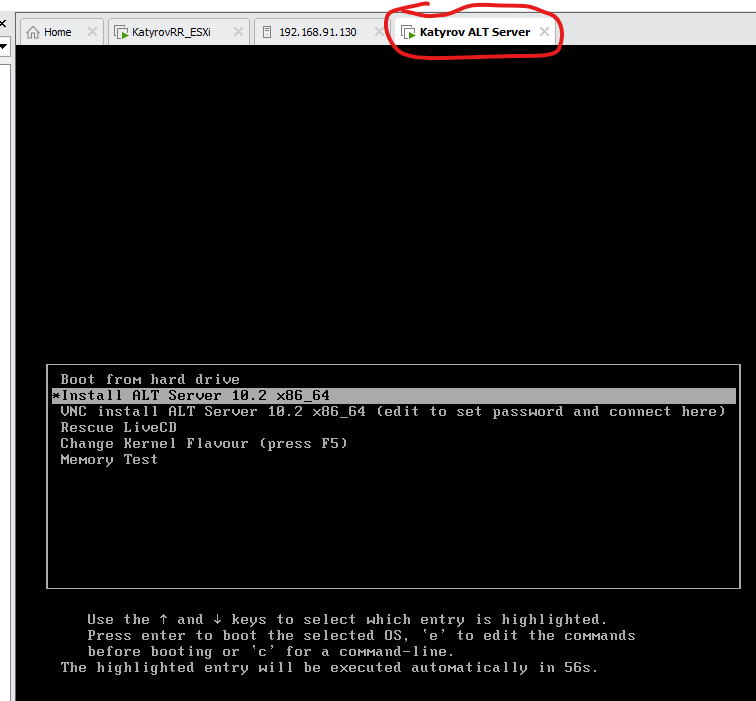 Home
KatyrovRR_ESXi
192.168.91.130
Katyrov ALT Server
Boot from hard drive
*Install ALT Server 10.2 x86_64
VNC install ALT Server 10.2 x86_64 (edit to set password and connect here)
Rescue LiveCD
Change Kernel Flavour (press F5)
Memory Test
Use the ↑ and ↓ keys to select which entry is highlighted.
Press enter to boot the selected OS, `e' to edit the commands
before booting or `c' for a command-line.
The highlighted entry will be executed automatically in 56s.